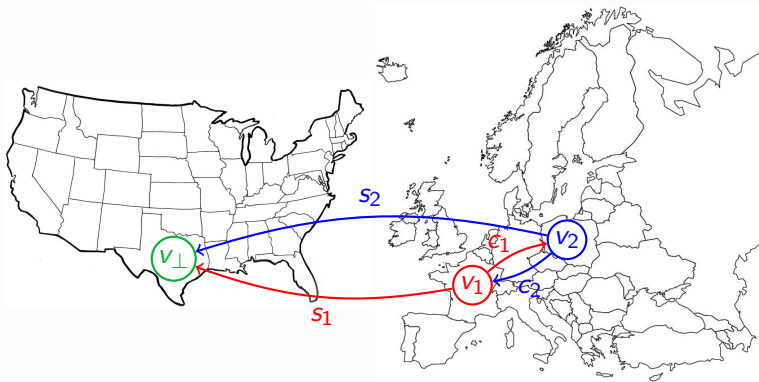 s₂
c₁
v₂
v⊥
v₁
c₂
s₁